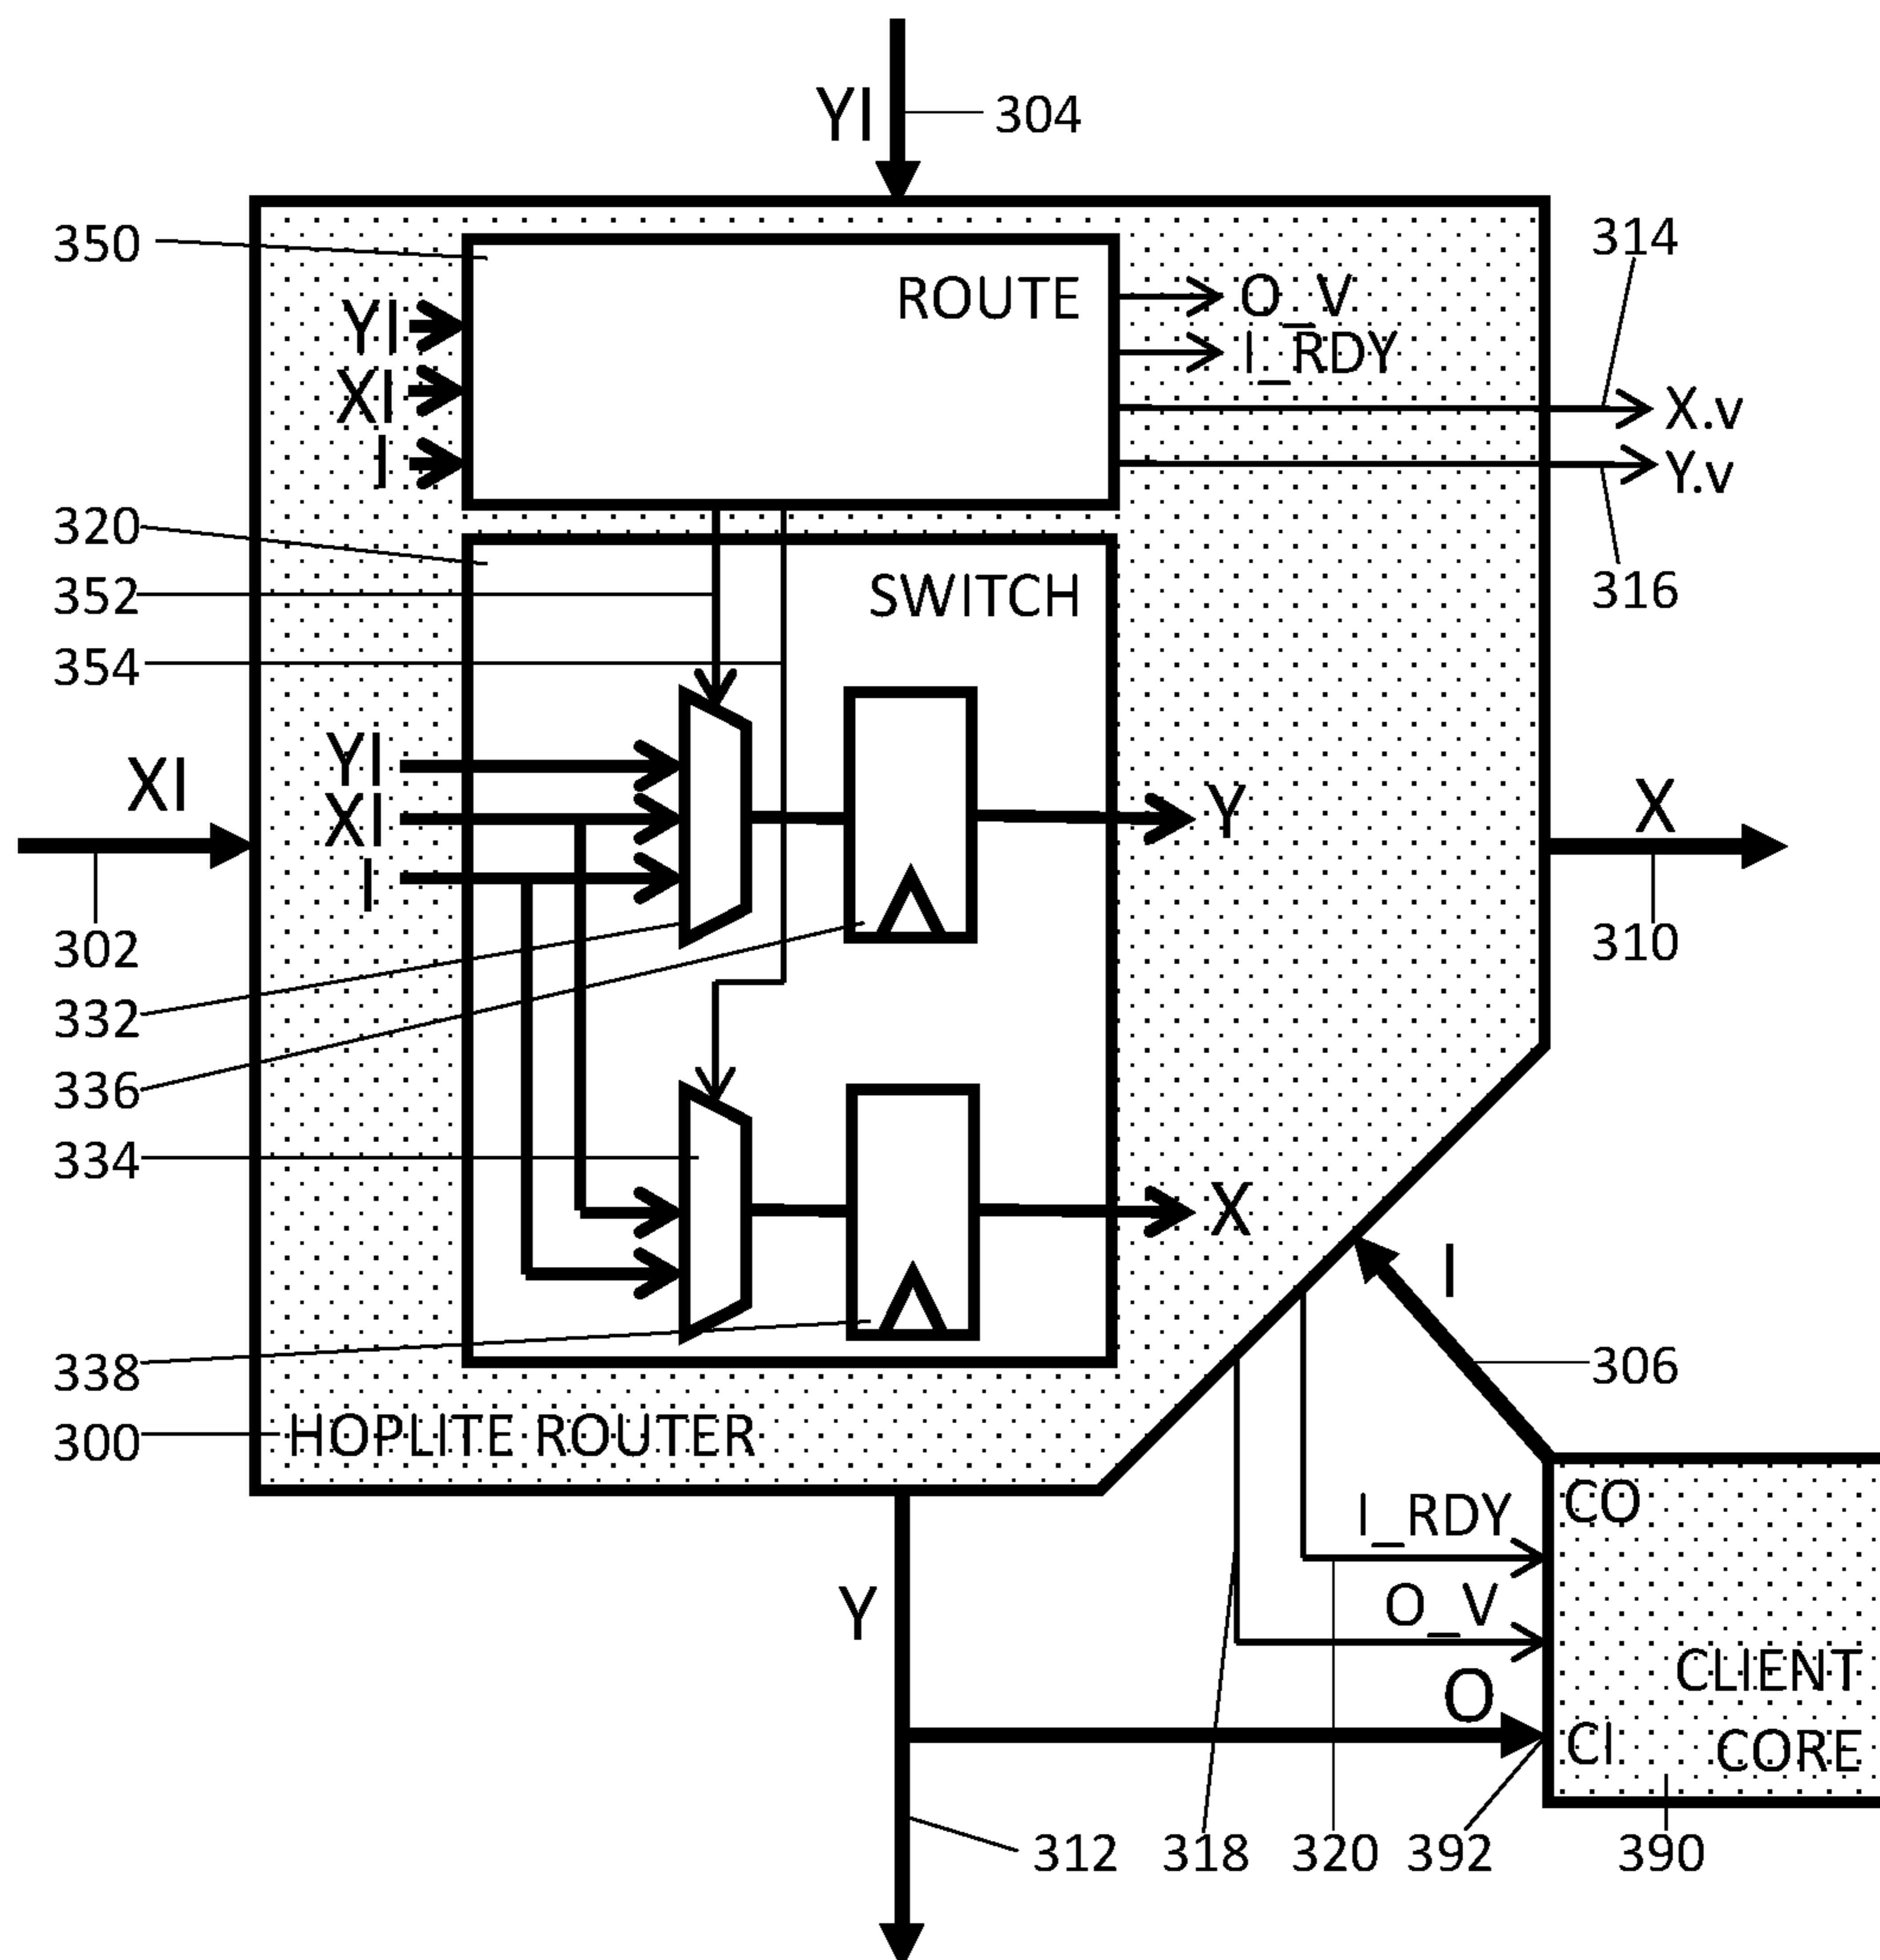 YI
304
350
314
ROUTE
O_V
YI
I_RDY
XI
X.v
I
Y.v
320
316
352
SWITCH
354
YI
XI
X
XI
Y
I
302
310
332
336
334
X
I
338
306
300
HOPLITE ROUTER
CO
I_RDY
Y
O_V
CLIENT
O
CI
CORE
312
318
320
392
390